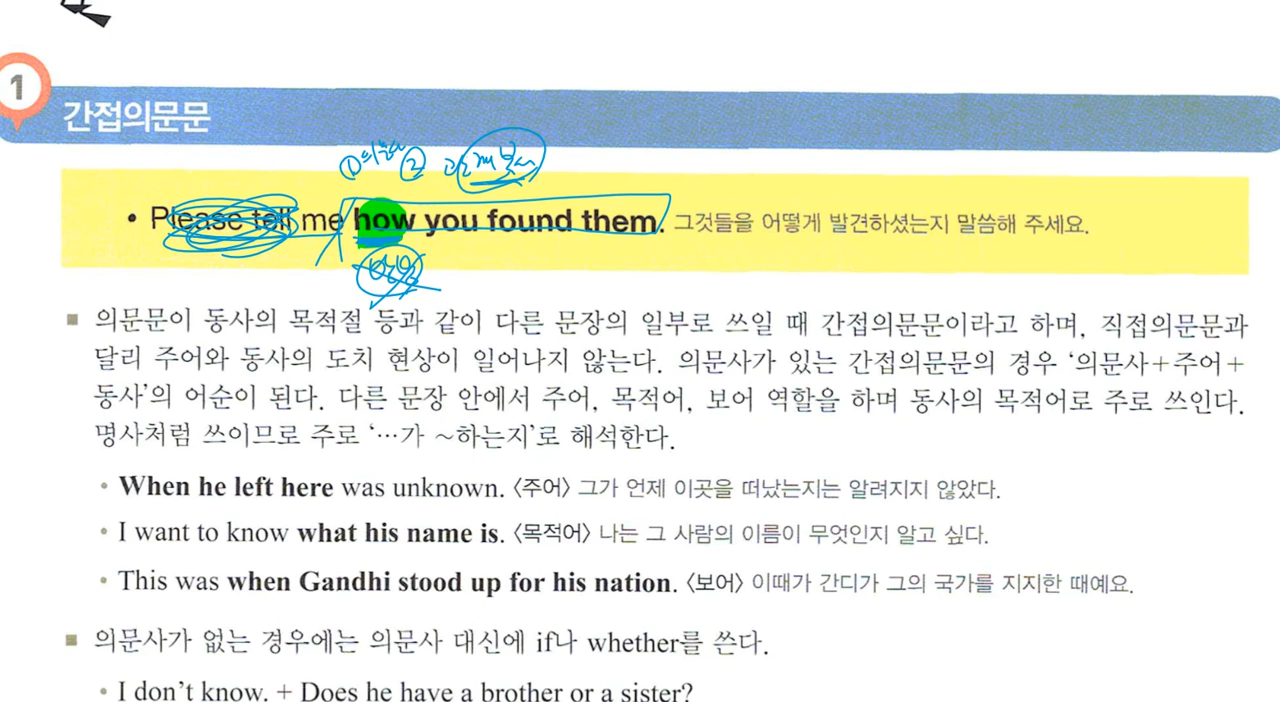 1
간접의문문
①의문사 ② 관계부사
• Please tell me how you found them. 그것들을 어떻게 발견하셨는지 말씀해 주세요.
방법
■ 의문문이 동사의 목적절 등과 같이 다른 문장의 일부로 쓰일 때 간접의문문이라고 하며, 직접의문문과
달리 주어와 동사의 도치 현상이 일어나지 않는다. 의문사가 있는 간접의문문의 경우 ‘의문사+주어+
동사’의 어순이 된다. 다른 문장 안에서 주어, 목적어, 보어 역할을 하며 동사의 목적어로 주로 쓰인다.
명사처럼 쓰이므로 주로 ‘…가 ~하는지’로 해석한다.
• When he left here was unknown. 〈주어〉 그가 언제 이곳을 떠났는지는 알려지지 않았다.
• I want to know what his name is. 〈목적어〉 나는 그 사람의 이름이 무엇인지 알고 싶다.
• This was when Gandhi stood up for his nation. 〈보어〉 이때가 간디가 그의 국가를 지지한 때예요.
■ 의문사가 없는 경우에는 의문사 대신에 if나 whether를 쓴다.
• I don’t know. + Does he have a brother or a sister?